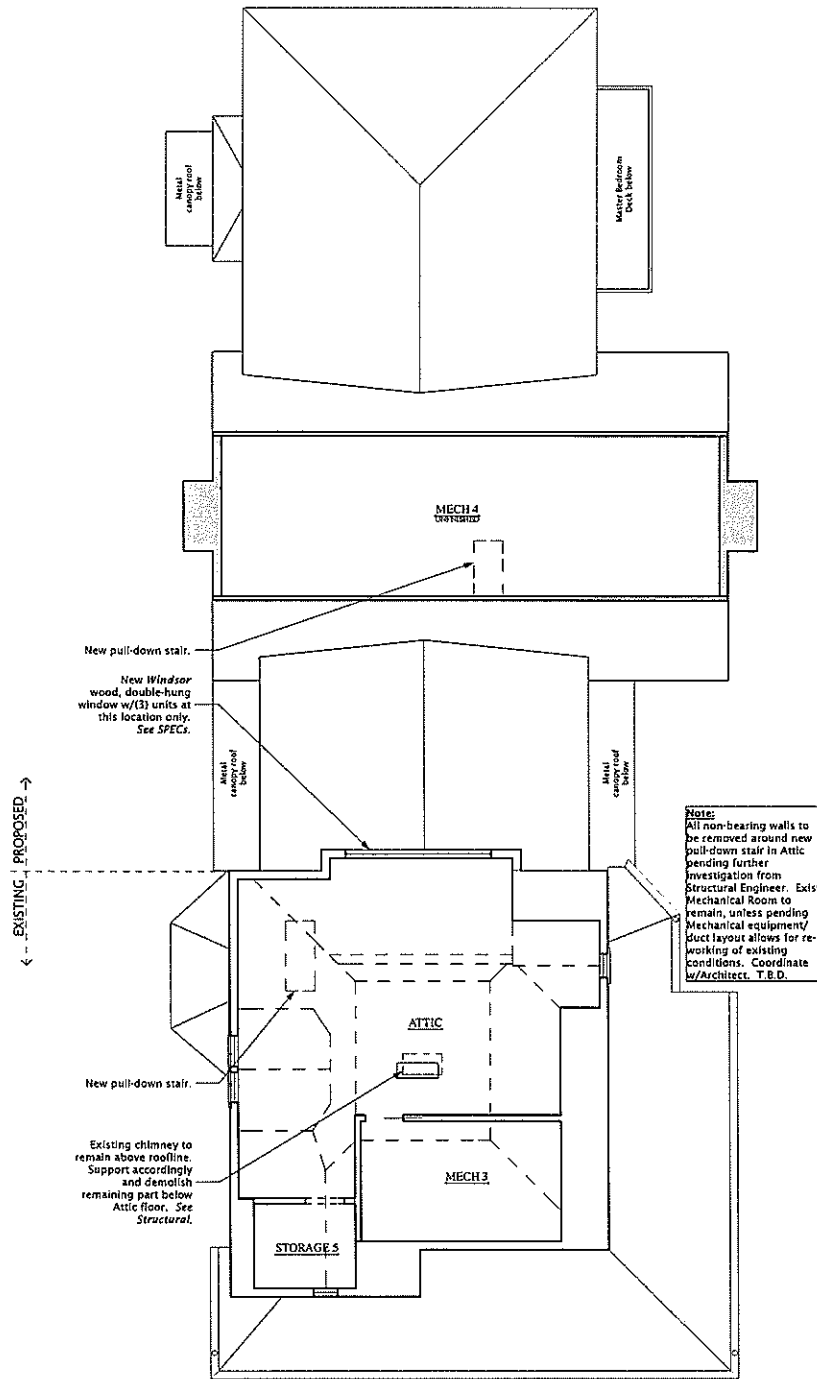 Metal
canopy roof
below
Master Bedroom
Deck below
MECH 4
New pull-down stair.
New Windsor
wood, double-hung
window w/(3) units at
this location only.
See SPECs.
Metal
canopy roof
below
Metal
canopy roof
below
← EXISTING PROPOSED →
Note:
All non-bearing walls to
be removed around new
pull-down stair in Attic
pending further
investigation from
Structural Engineer. Exist
Mechanical Room to
remain, unless pending
Mechanical equipment/
duct layout allows for re-
working of existing
conditions. Coordinate
w/Architect. T.B.D.
ATTIC
New pull-down stair.
Existing chimney to
remain above roofline.
Support accordingly
and demolish
remaining part below
Attic floor. See
Structural.
MECH 3
STORAGE 5